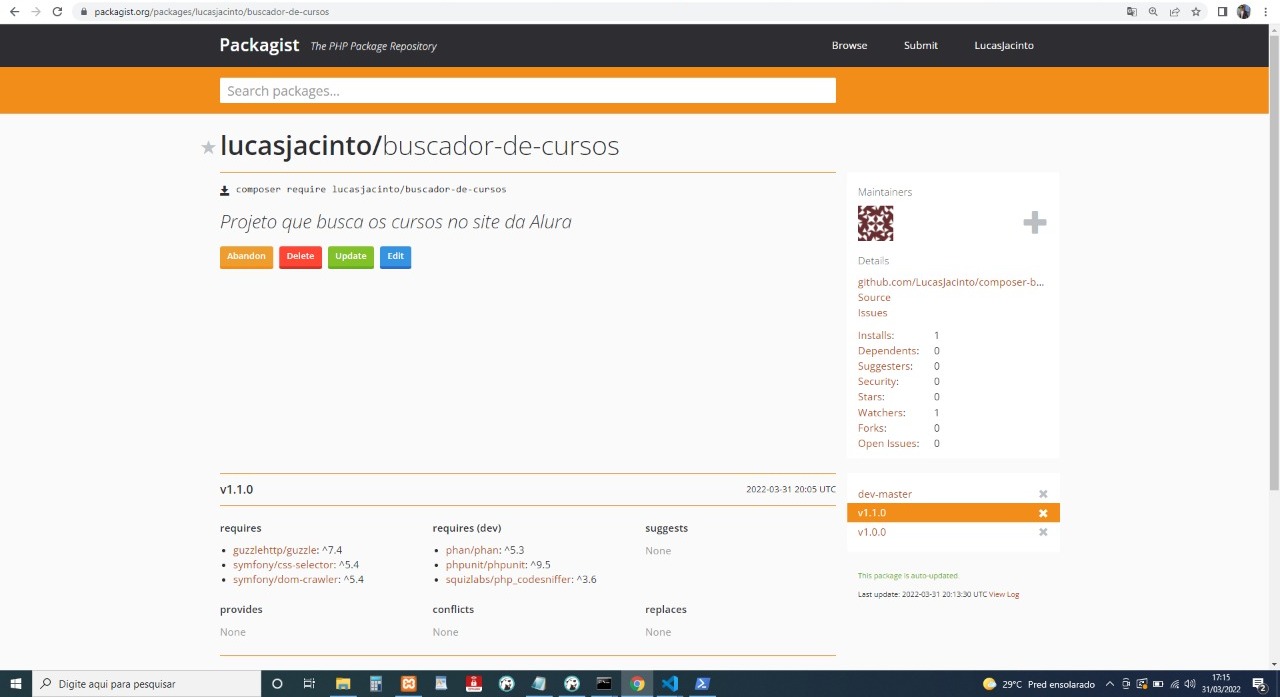 packagist.org/packages/lucasjacinto/buscador-de-cursos
Packagist The PHP Package Repository
Browse Submit LucasJacinto
Search packages...
lucasjacinto/buscador-de-cursos
composer require lucasjacinto/buscador-de-cursos
Projeto que busca os cursos no site da Alura
Abandon Delete Update Edit
Maintainers
Details
github.com/LucasJacinto/composer-b...
Source
Issues
Installs: 1
Dependents: 0
Suggesters: 0
Security: 0
Stars: 0
Watchers: 1
Forks: 0
Open Issues: 0
v1.1.0 2022-03-31 20:05 UTC
requires
guzzlehttp/guzzle: ^7.4
symfony/css-selector: ^5.4
symfony/dom-crawler: ^5.4
requires (dev)
phan/phan: ^5.3
phpunit/phpunit: ^9.5
squizlabs/php_codesniffer: ^3.6
suggests
None
provides
None
conflicts
None
replaces
None
dev-master
v1.1.0
v1.0.0
This package is auto-updated.
Last update: 2022-03-31 20:13:30 UTC View Log
Digite aqui para pesquisar
29°C Pred ensolarado
17:15
31/03/2022
2